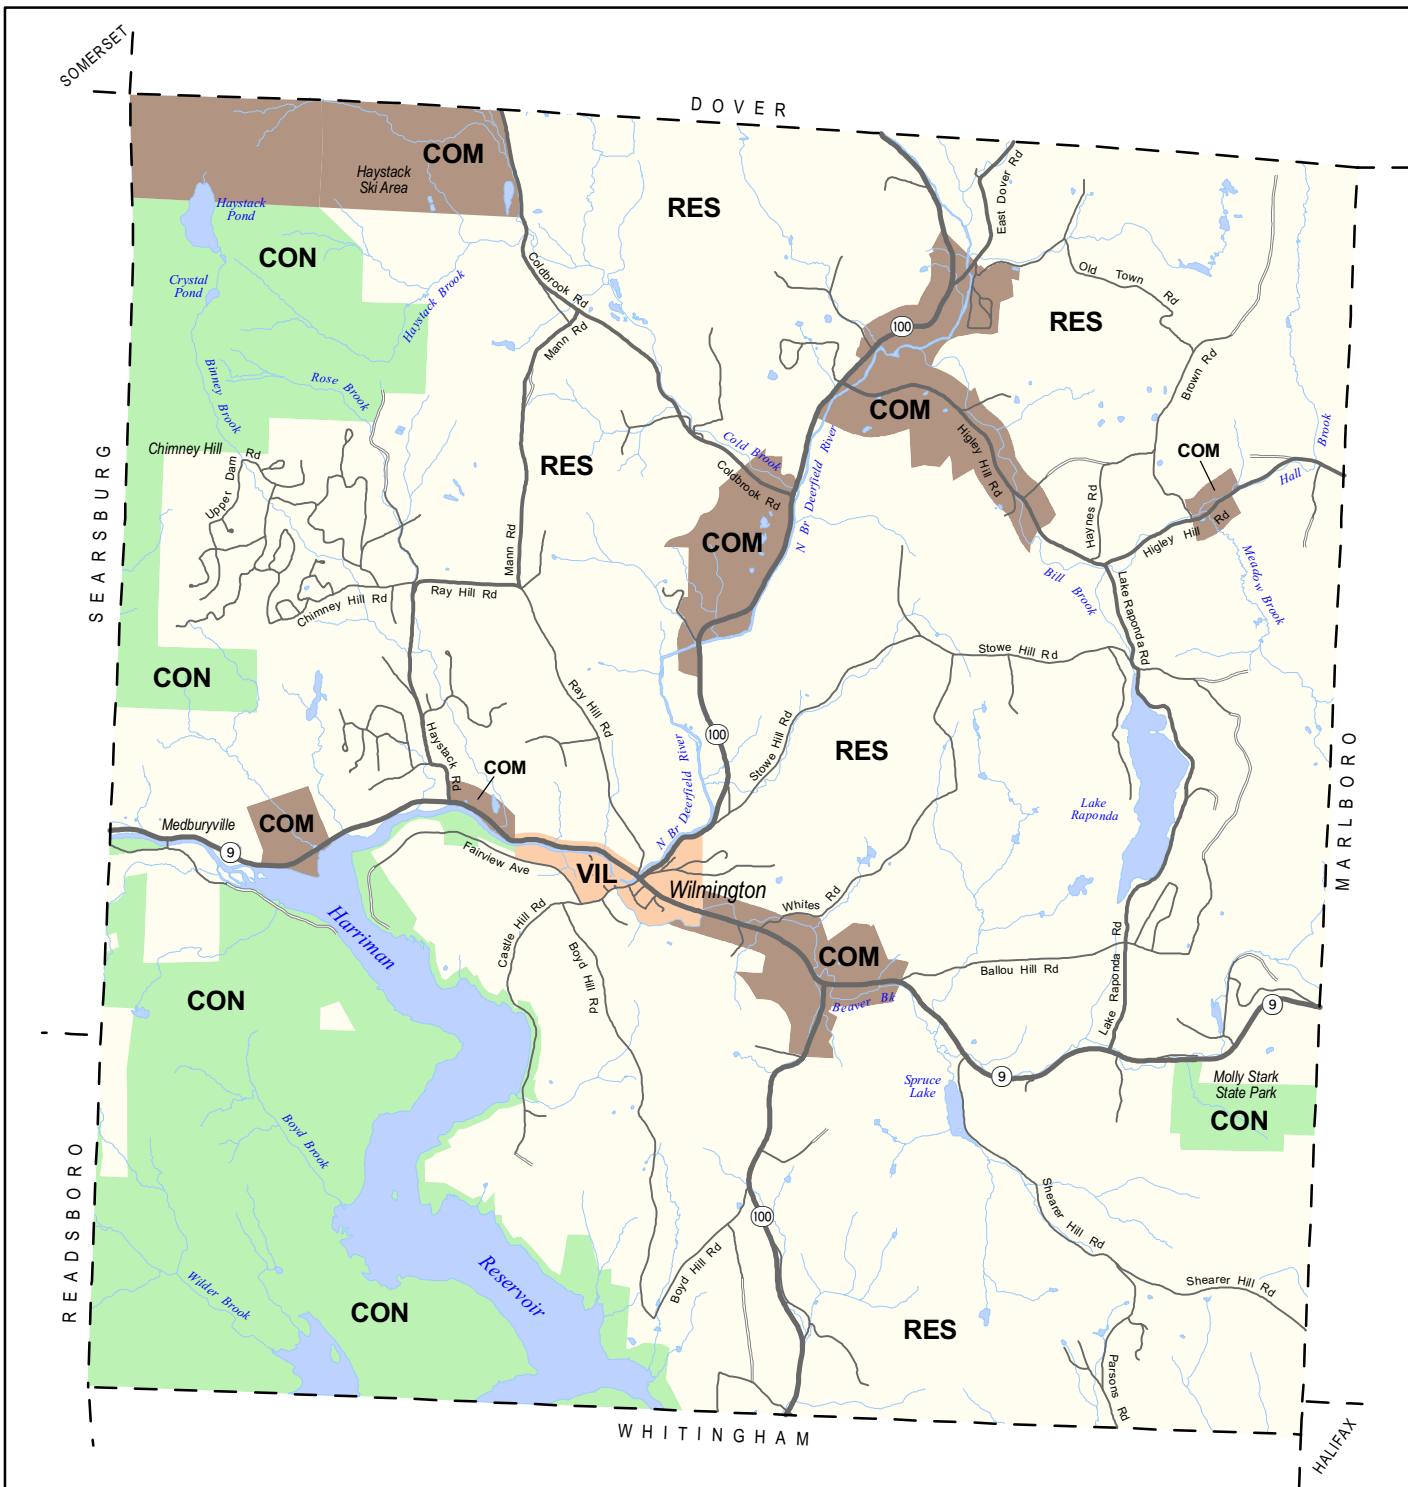 SOMERSET
DOVER
COM
Haystack
Ski Area
RES
East Dover Rd
Haystack
Pond
CON
Coldbrook Rd
Old Town Rd
Crystal
Pond
Haystack Brook
100
RES
Mann Rd
Brown Rd
Binney Brook
Rose Brook
COM
Brook
Chimney Hill
Upper Dam Rd
RES
Cold Brook
Coldbrook Rd
N Br Deerfield River
Higley Hill Rd
COM
Hall
SEARSBURG
Mann Rd
COM
Haynes Rd
Higley Hill Rd
Meadow Brook
Bill Brook
Chimney Hill Rd
Ray Hill Rd
Lake Raponda Rd
Stowe Hill Rd
CON
Ray Hill Rd
100
Stowe Hill Rd
RES
Haystack Rd
COM
N Br Deerfield River
Lake
Raponda
MARLBORO
Medburyville
COM
9
Fairview Ave
VIL
Wilmington
Whites Rd
Castle Hill Rd
Harriman
Boyd Hill Rd
COM
Ballou Hill Rd
Lake Raponda Rd
CON
Beaver Bk
9
9
Spruce
Lake
Molly Stark
State Park
CON
Boyd Brook
READSBORO
100
Shearer Hill Rd
Boyd Hill Rd
Reservoir
Wilder Brook
Shearer Hill Rd
CON
RES
Parsons Rd
WHITINGHAM
HALIFAX